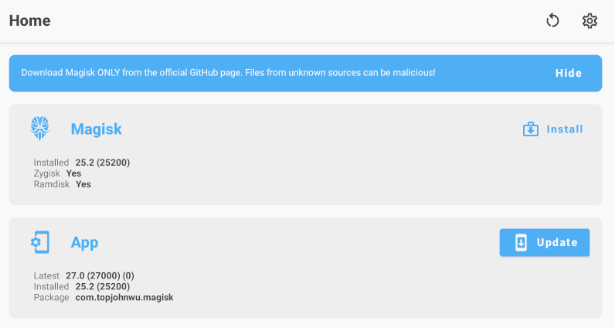 Home
Download Magisk ONLY from the official GitHub page. Files from unknown sources can be malicious!
Hide
Magisk
Install
Installed 25.2 (25200)
Zygisk Yes
Ramdisk Yes
App
Update
Latest 27.0 (27000) (0)
Installed 25.2 (25200)
Package com.topjohnwu.magisk